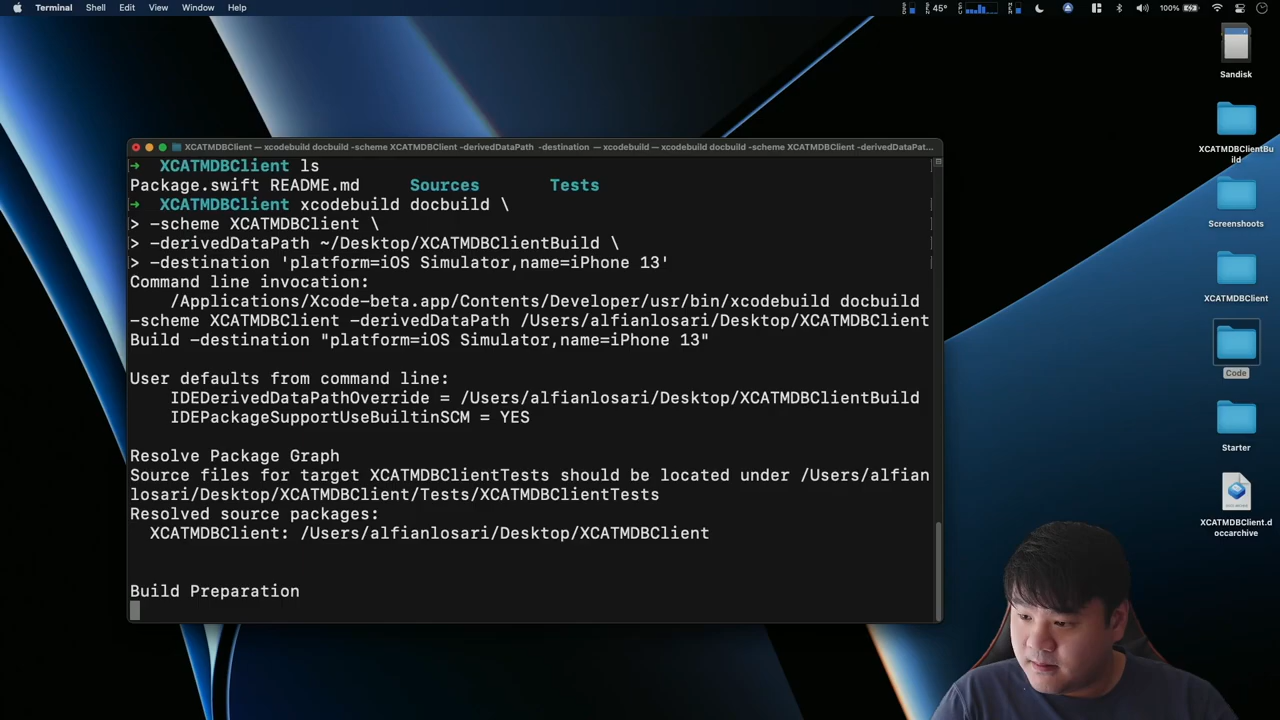 Terminal Shell Edit View Window Help
45° 100%
XCATMDBClient — xcodebuild docbuild -scheme XCATMDBClient -derivedDataPath -destination — xcodebuild — xcodebuild docbuild -scheme XCATMDBClient -derivedDataPat...
→ XCATMDBClient ls
Package.swift README.md Sources Tests
→ XCATMDBClient xcodebuild docbuild \
> -scheme XCATMDBClient \
> -derivedDataPath ~/Desktop/XCATMDBClientBuild \
> -destination 'platform=iOS Simulator,name=iPhone 13'
Command line invocation:
/Applications/Xcode-beta.app/Contents/Developer/usr/bin/xcodebuild docbuild
-scheme XCATMDBClient -derivedDataPath /Users/alfianlosari/Desktop/XCATMDBClient
Build -destination "platform=iOS Simulator,name=iPhone 13"
User defaults from command line:
IDEDerivedDataPathOverride = /Users/alfianlosari/Desktop/XCATMDBClientBuild
IDEPackageSupportUseBuiltinSCM = YES
Resolve Package Graph
Source files for target XCATMDBClientTests should be located under /Users/alfian
losari/Desktop/XCATMDBClient/Tests/XCATMDBClientTests
Resolved source packages:
XCATMDBClient: /Users/alfianlosari/Desktop/XCATMDBClient
Build Preparation
Sandisk
XCATMDBClientBu
ild
Screenshoots
XCATMDBClient
Code
Starter
XCATMDBClient.d
occarchive